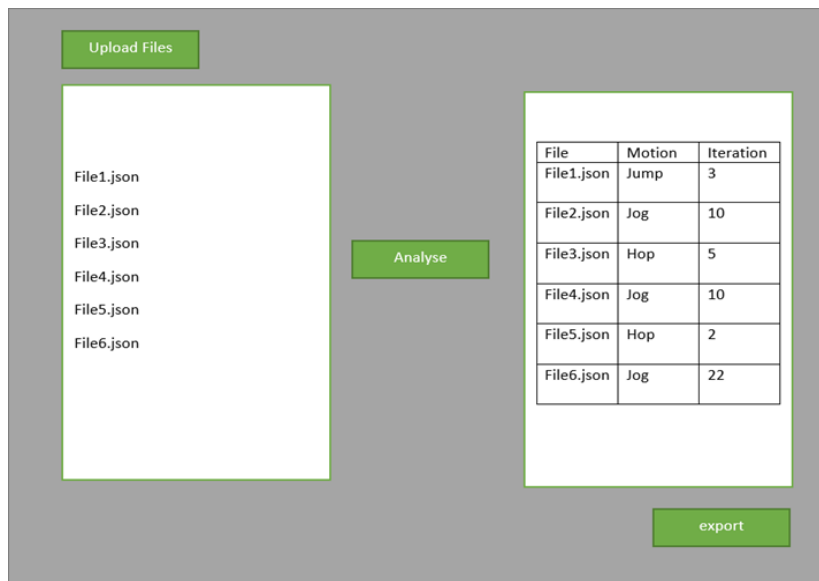 Upload Files
File1.json
File2.json
File3.json
File4.json
File5.json
File6.json
Analyse
File Motion Iteration
File1.json Jump 3
File2.json Jog 10
File3.json Hop 5
File4.json Jog 10
File5.json Hop 2
File6.json Jog 22
export